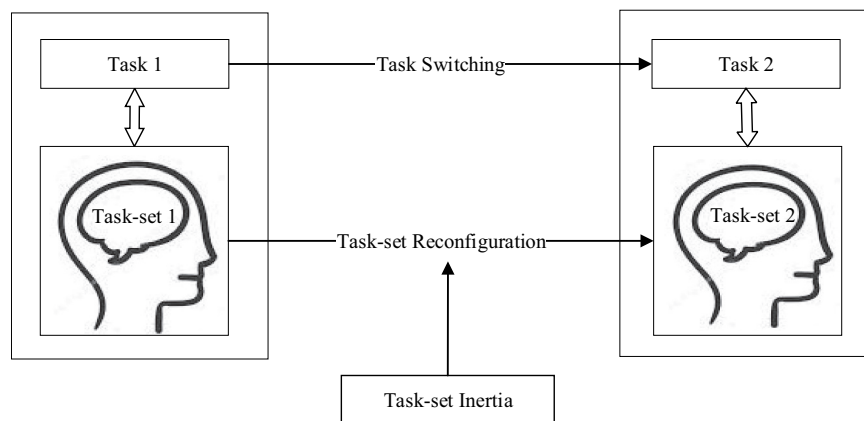 Task 1
Task Switching
Task 2
Task-set 1
Task-set 2
Task-set Reconfiguration
Task-set Inertia